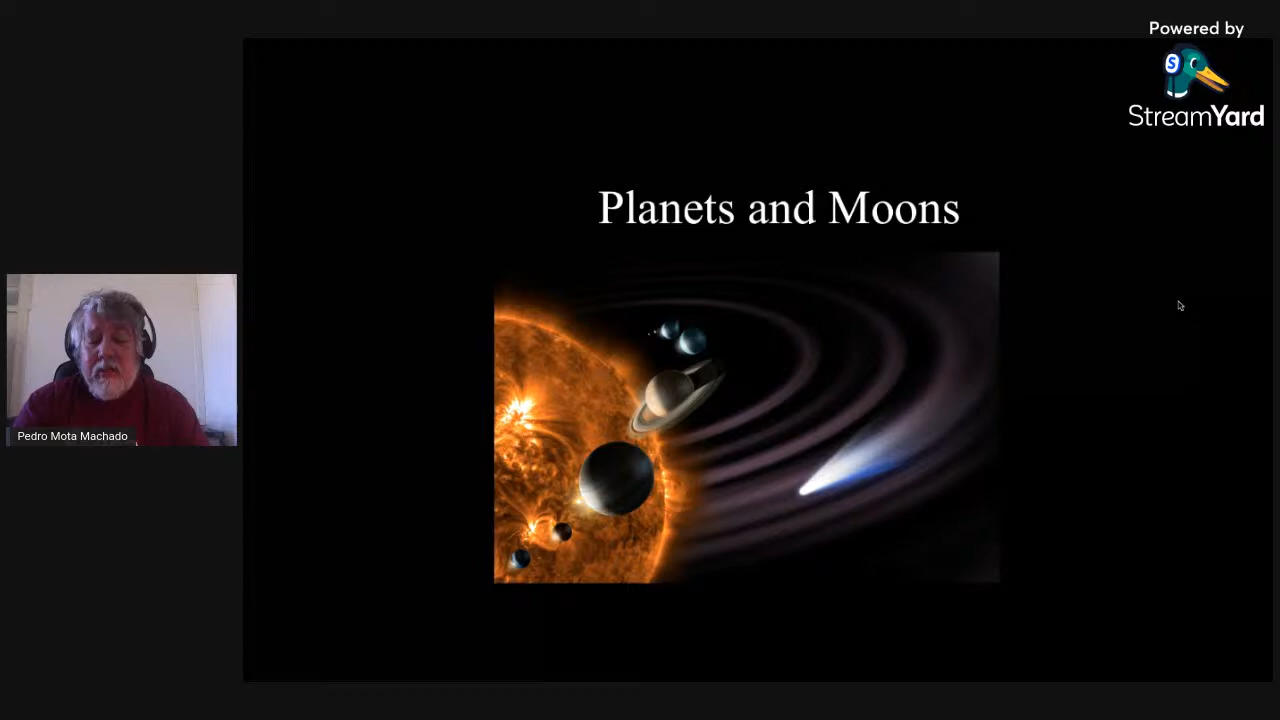 Powered by
S
StreamYard
Planets and Moons
Pedro Mota Machado